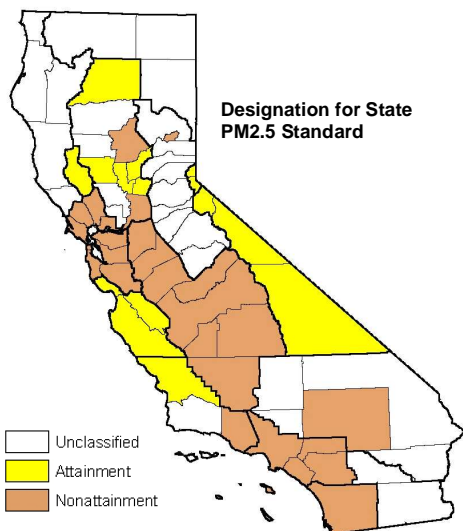 Designation for State
PM2.5 Standard
Unclassified
Attainment
Nonattainment